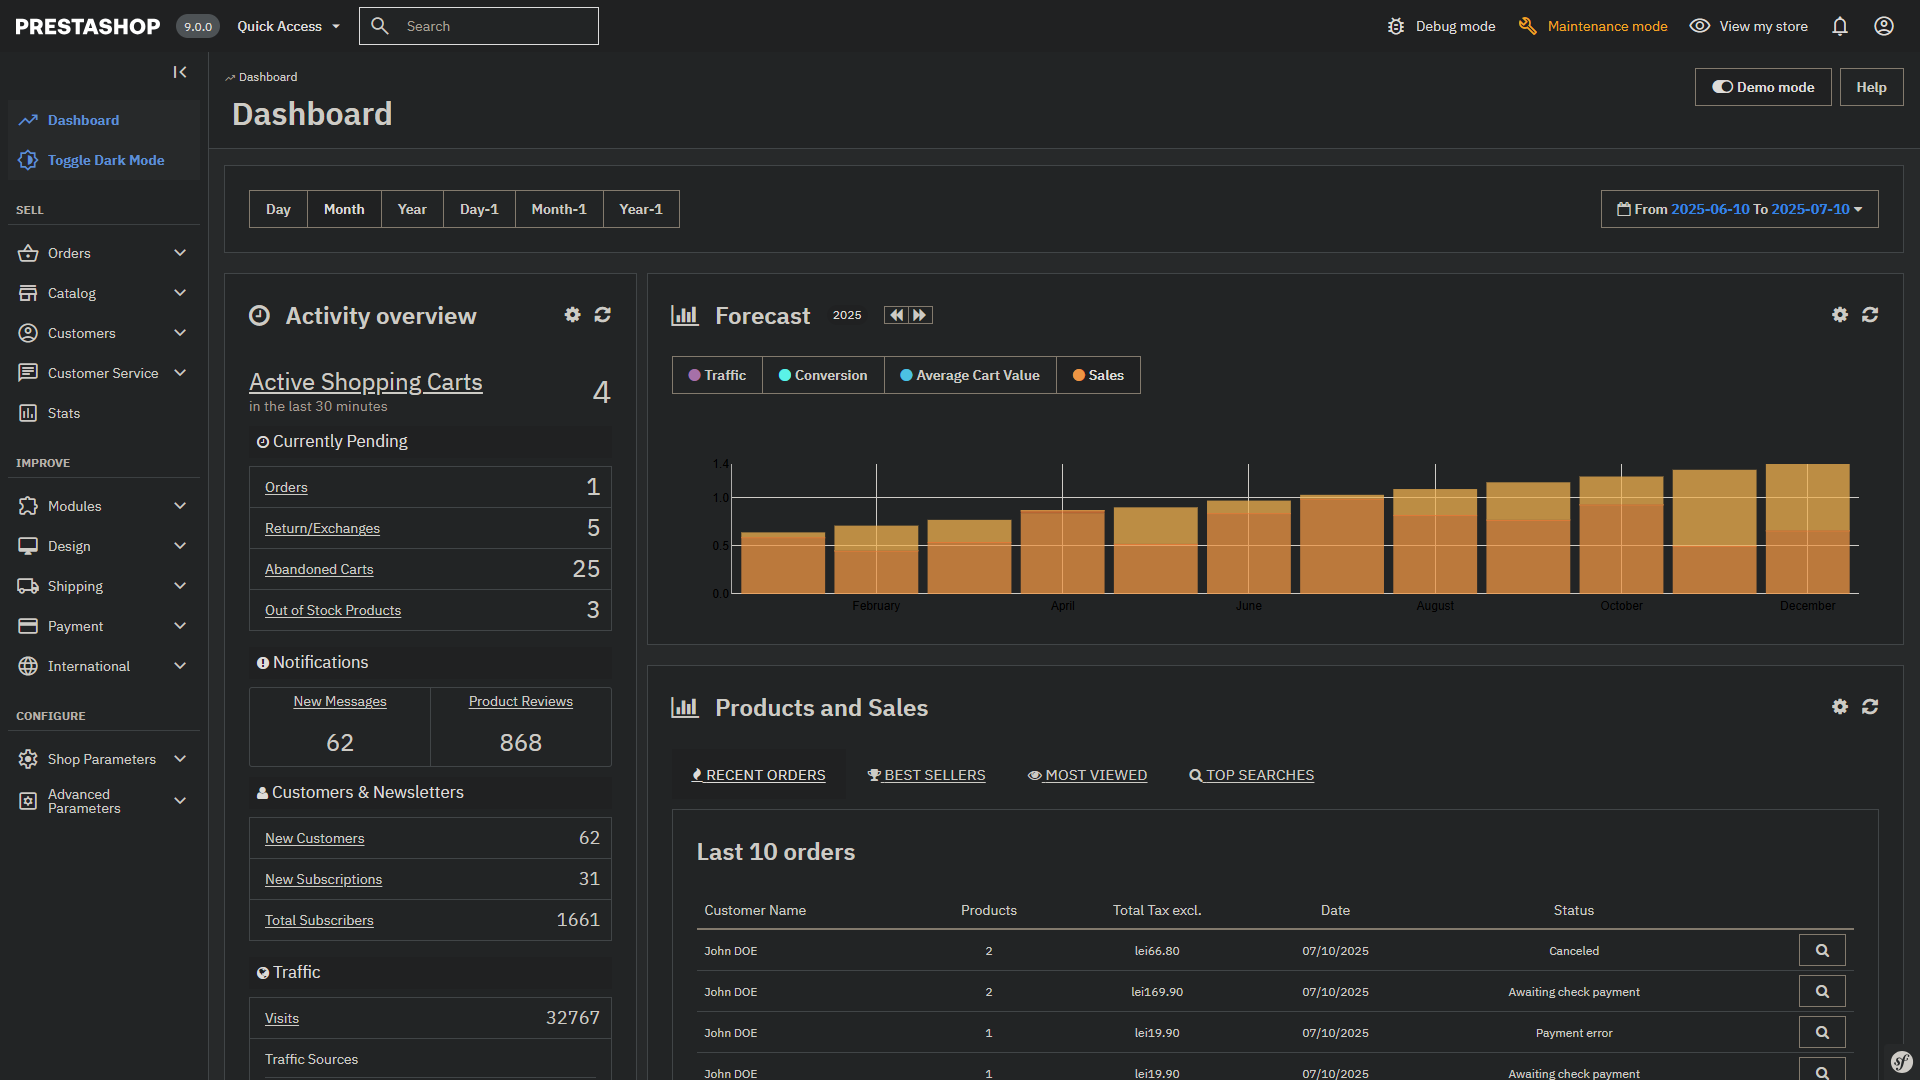 PRESTASHOP 9.0.0 Quick Access Search Debug mode Maintenance mode View my store
Dashboard
Dashboard
Demo mode Help
Dashboard
Toggle Dark Mode
SELL
Orders
Catalog
Customers
Customer Service
Stats
IMPROVE
Modules
Design
Shipping
Payment
International
CONFIGURE
Shop Parameters
Advanced
Parameters
Day Month Year Day-1 Month-1 Year-1
From 2025-06-10 To 2025-07-10
Activity overview
Active Shopping Carts 4
in the last 30 minutes
Currently Pending
Orders 1
Return/Exchanges 5
Abandoned Carts 25
Out of Stock Products 3
Notifications
New Messages Product Reviews
62 868
Customers & Newsletters
New Customers 62
New Subscriptions 31
Total Subscribers 1661
Traffic
Visits 32767
Traffic Sources
Forecast 2025
Traffic Conversion Average Cart Value Sales
1.4
1.0
0.5
0.0
February April June August October December
Products and Sales
RECENT ORDERS BEST SELLERS MOST VIEWED TOP SEARCHES
Last 10 orders
Customer Name Products Total Tax excl. Date Status
John DOE 2 lei66.80 07/10/2025 Canceled
John DOE 2 lei169.90 07/10/2025 Awaiting check payment
John DOE 1 lei19.90 07/10/2025 Payment error
John DOE 1 lei19.90 07/10/2025 Awaiting check payment
sf